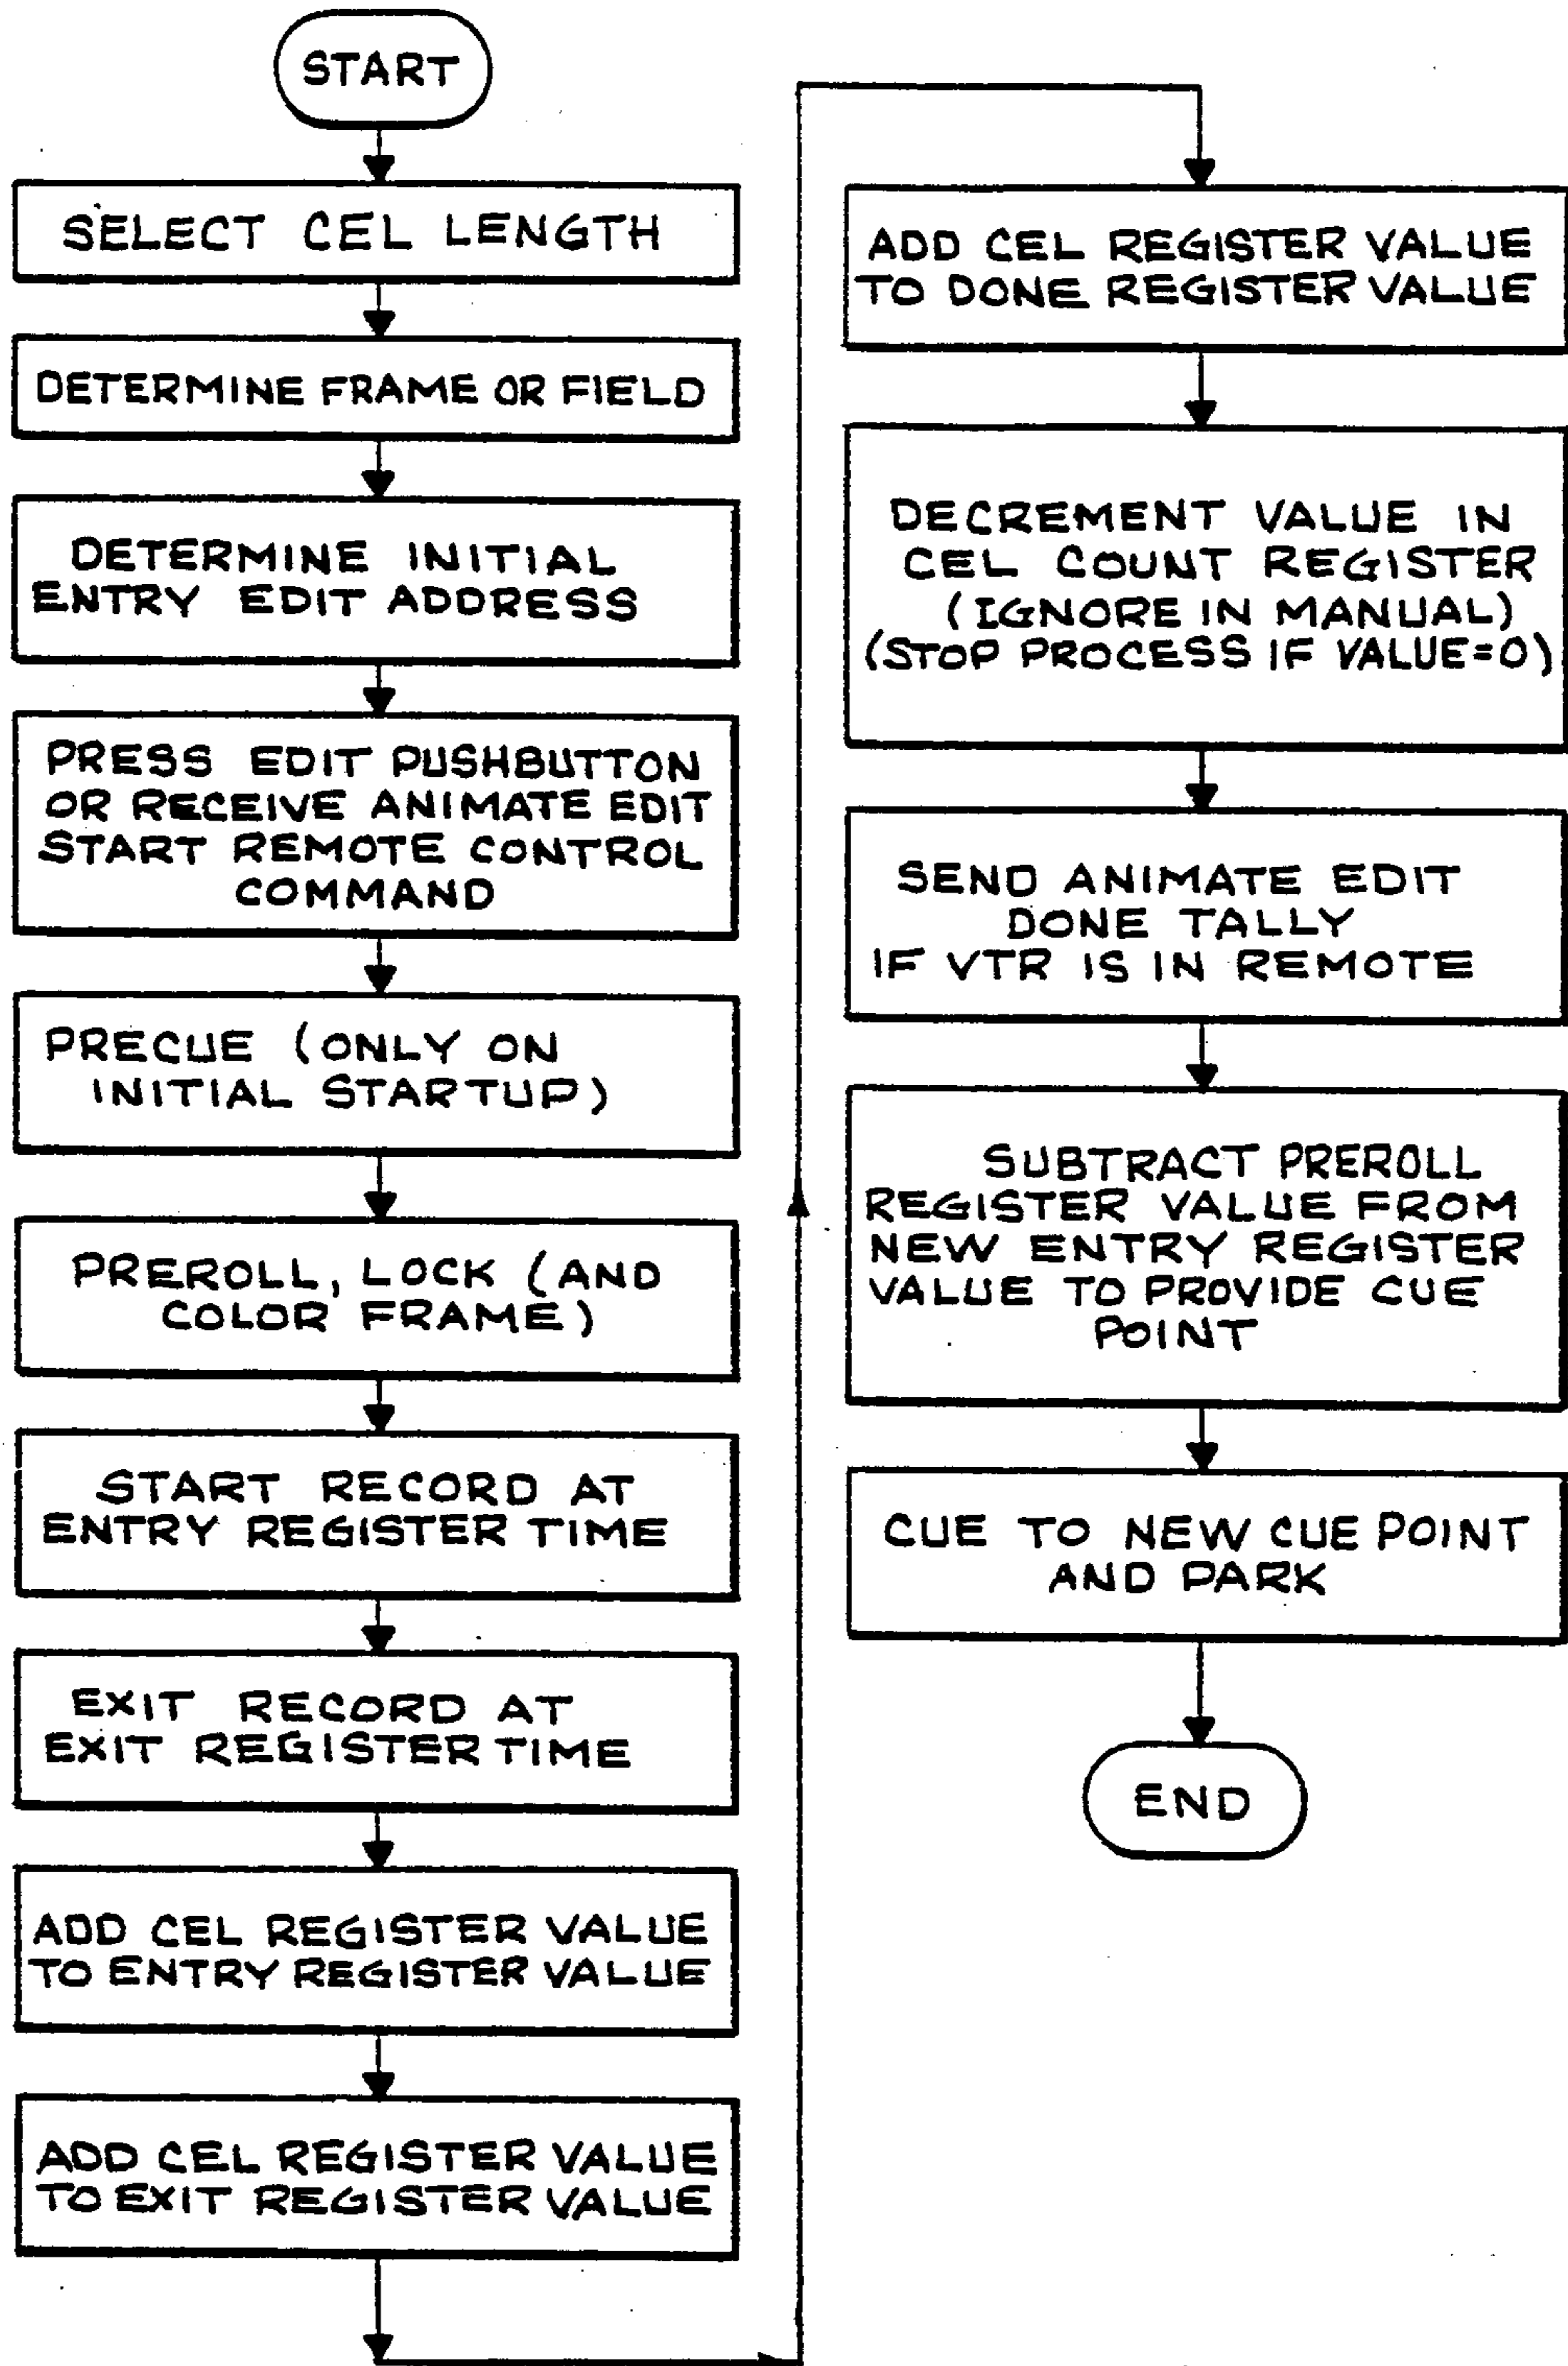 START
SELECT CEL LENGTH
DETERMINE FRAME OR FIELD
DETERMINE INITIAL
ENTRY EDIT ADDRESS
PRESS EDIT PUSHBUTTON
OR RECEIVE ANIMATE EDIT
START REMOTE CONTROL
COMMAND
PRECUE (ONLY ON
INITIAL STARTUP)
PREROLL, LOCK (AND
COLOR FRAME)
START RECORD AT
ENTRY REGISTER TIME
EXIT RECORD AT
EXIT REGISTER TIME
ADD CEL REGISTER VALUE
TO ENTRY REGISTER VALUE
ADD CEL REGISTER VALUE
TO EXIT REGISTER VALUE
ADD CEL REGISTER VALUE
TO DONE REGISTER VALUE
DECREMENT VALUE IN
CEL COUNT REGISTER
(IGNORE IN MANUAL)
(STOP PROCESS IF VALUE=0)
SEND ANIMATE EDIT
DONE TALLY
IF VTR IS IN REMOTE
SUBTRACT PREROLL
REGISTER VALUE FROM
NEW ENTRY REGISTER
VALUE TO PROVIDE CUE
POINT
CUE TO NEW CUE POINT
AND PARK
END